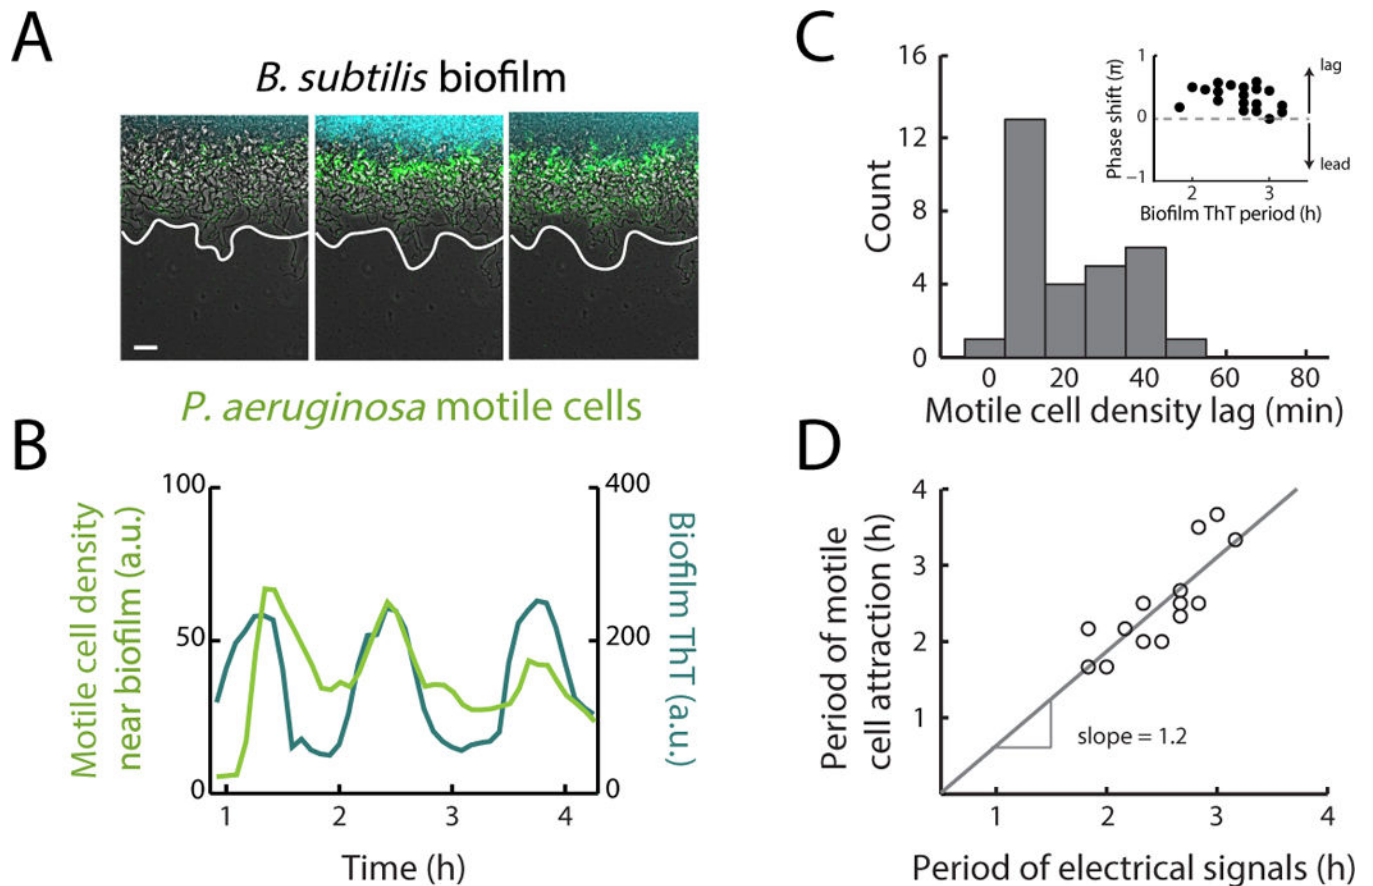 A
B. subtilis biofilm
P. aeruginosa motile cells
B
Motile cell density
near biofilm (a.u.)
100
50
0
400
200
0
Biofilm ThT (a.u.)
1 2 3 4
Time (h)
C
Count
16
12
8
4
0
0 20 40 60 80
Motile cell density lag (min)
Phase shift (π)
1
0
−1
lag
lead
2 3
Biofilm ThT period (h)
D
Period of motile
cell attraction (h)
4
3
2
1
slope = 1.2
1 2 3 4
Period of electrical signals (h)